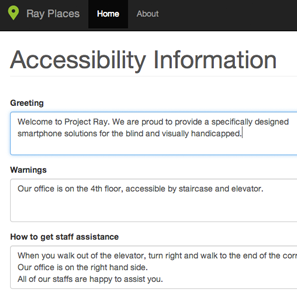 Ray Places Home About
Accessibility Information
Greeting
Welcome to Project Ray. We are proud to provide a specifically designed
smartphone solutions for the blind and visually handicapped.
Warnings
Our office is on the 4th floor, accessible by staircase and elevator.
How to get staff assistance
When you walk out of the elevator, turn right and walk to the end of the
Our office is on the right hand side.
All of our staffs are happy to assist you.